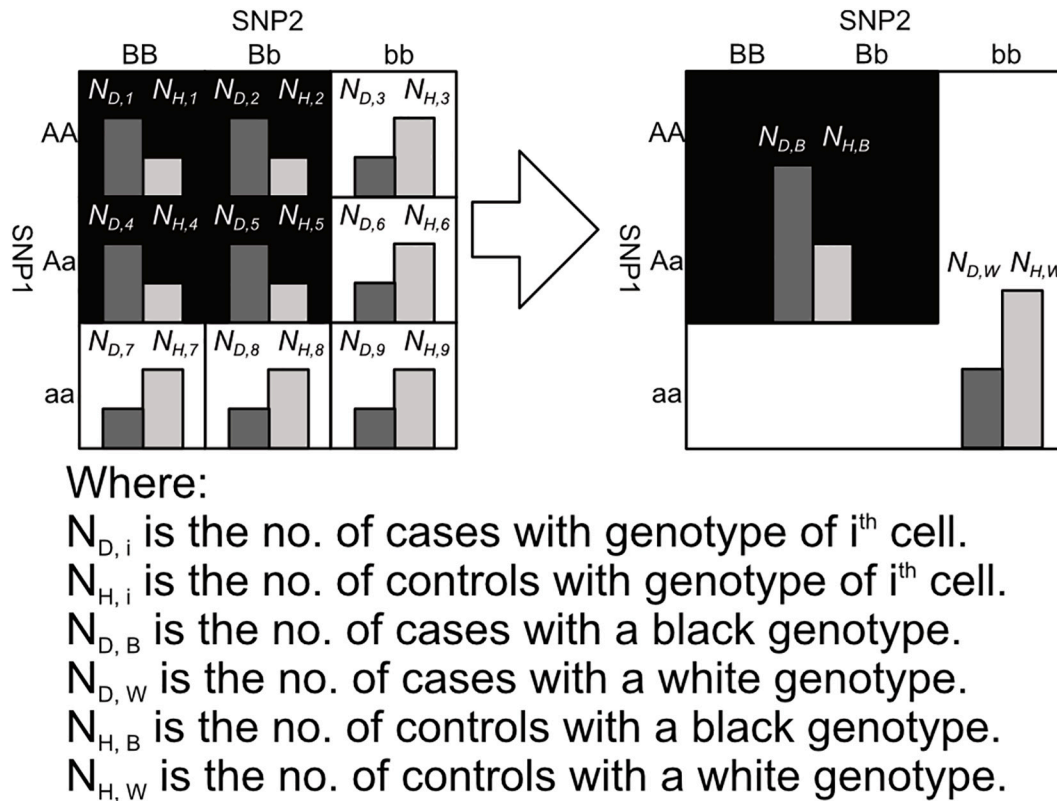 SNP2
BB Bb bb
N_D,1 N_H,1 N_D,2 N_H,2 N_D,3 N_H,3
AA
N_D,4 N_H,4 N_D,5 N_H,5 N_D,6 N_H,6
SNP1
Aa
N_D,7 N_H,7 N_D,8 N_H,8 N_D,9 N_H,9
aa
SNP2
BB Bb bb
AA
N_D,B N_H,B
SNP1
Aa
N_D,W N_H,W
aa
Where:
N_D, i is the no. of cases with genotype of i^th cell.
N_H, i is the no. of controls with genotype of i^th cell.
N_D, B is the no. of cases with a black genotype.
N_D, W is the no. of cases with a white genotype.
N_H, B is the no. of controls with a black genotype.
N_H, W is the no. of controls with a white genotype.